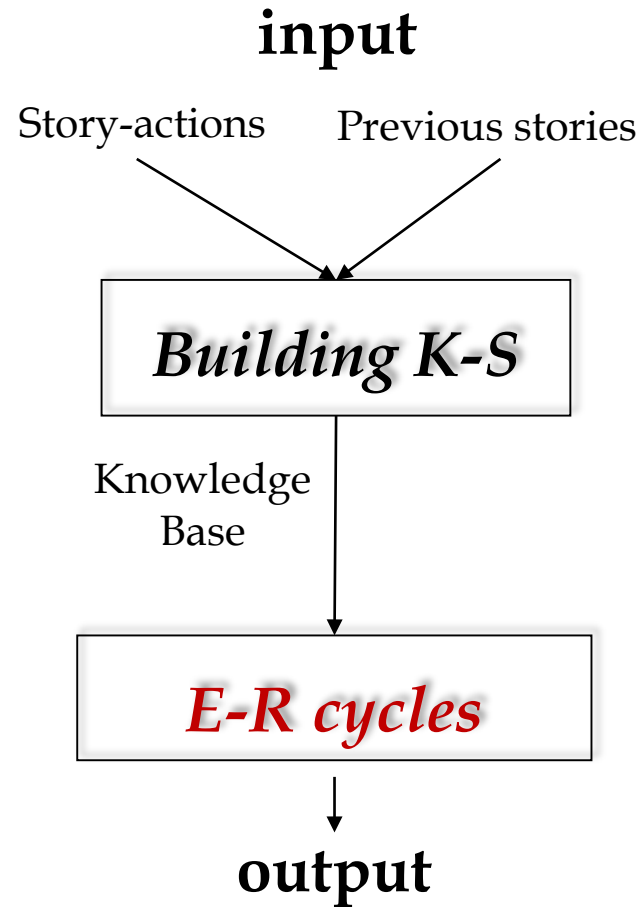 input
Story-actions
Previous stories
Building K-S
Knowledge
Base
E-R cycles
output